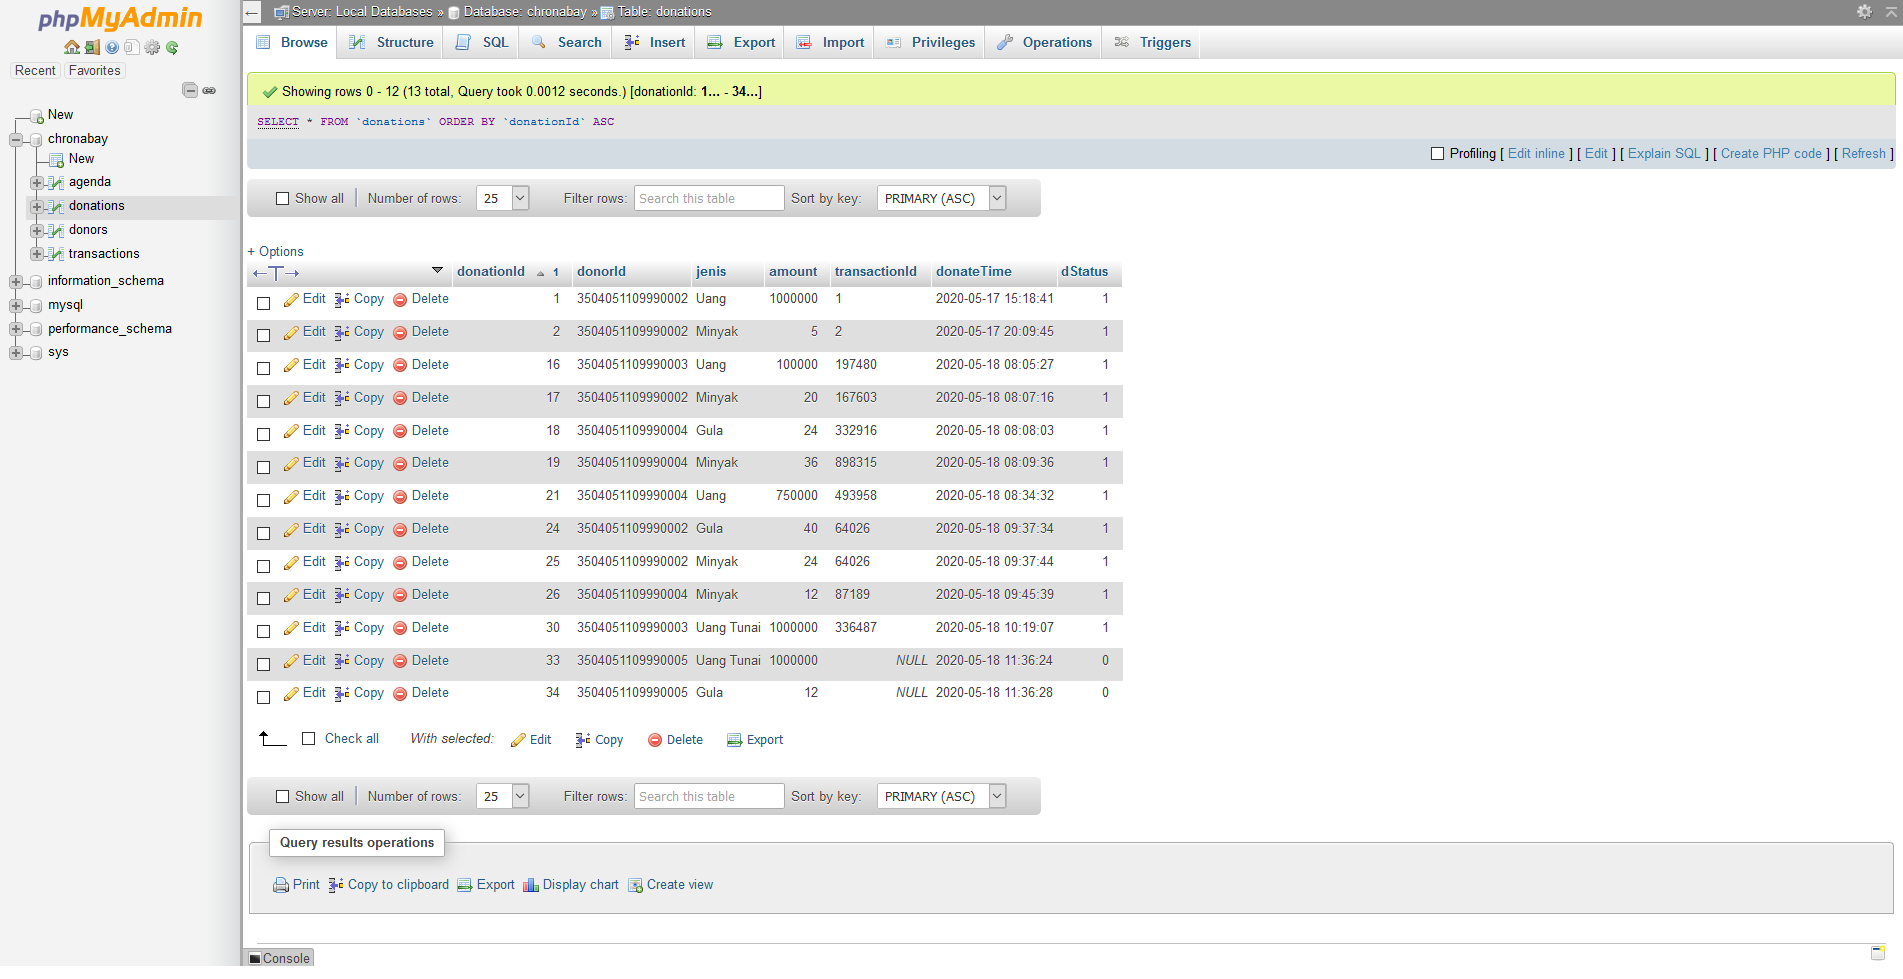 phpMyAdmin
Recent Favorites
New
chronabay
New
agenda
donations
donors
transactions
information_schema
mysql
performance_schema
sys
Server: Local Databases » Database: chronabay » Table: donations
Browse Structure SQL Search Insert Export Import Privileges Operations Triggers
Showing rows 0 - 12 (13 total, Query took 0.0012 seconds.) [donationId: 1... - 34...]
SELECT * FROM `donations` ORDER BY `donationId` ASC
Profiling [ Edit inline ] [ Edit ] [ Explain SQL ] [ Create PHP code ] [ Refresh ]
Show all Number of rows: 25 Filter rows: Search this table Sort by key: PRIMARY (ASC)
+ Options
←T→ donationId 1 donorId jenis amount transactionId donateTime dStatus
Edit Copy Delete 1 3504051109990002 Uang 1000000 1 2020-05-17 15:18:41 1
Edit Copy Delete 2 3504051109990002 Minyak 5 2 2020-05-17 20:09:45 1
Edit Copy Delete 16 3504051109990003 Uang 100000 197480 2020-05-18 08:05:27 1
Edit Copy Delete 17 3504051109990002 Minyak 20 167603 2020-05-18 08:07:16 1
Edit Copy Delete 18 3504051109990004 Gula 24 332916 2020-05-18 08:08:03 1
Edit Copy Delete 19 3504051109990004 Minyak 36 898315 2020-05-18 08:09:36 1
Edit Copy Delete 21 3504051109990004 Uang 750000 493958 2020-05-18 08:34:32 1
Edit Copy Delete 24 3504051109990002 Gula 40 64026 2020-05-18 09:37:34 1
Edit Copy Delete 25 3504051109990002 Minyak 24 64026 2020-05-18 09:37:44 1
Edit Copy Delete 26 3504051109990004 Minyak 12 87189 2020-05-18 09:45:39 1
Edit Copy Delete 30 3504051109990003 Uang Tunai 1000000 336487 2020-05-18 10:19:07 1
Edit Copy Delete 33 3504051109990005 Uang Tunai 1000000 NULL 2020-05-18 11:36:24 0
Edit Copy Delete 34 3504051109990005 Gula 12 NULL 2020-05-18 11:36:28 0
Check all With selected: Edit Copy Delete Export
Show all Number of rows: 25 Filter rows: Search this table Sort by key: PRIMARY (ASC)
Query results operations
Print Copy to clipboard Export Display chart Create view
Console